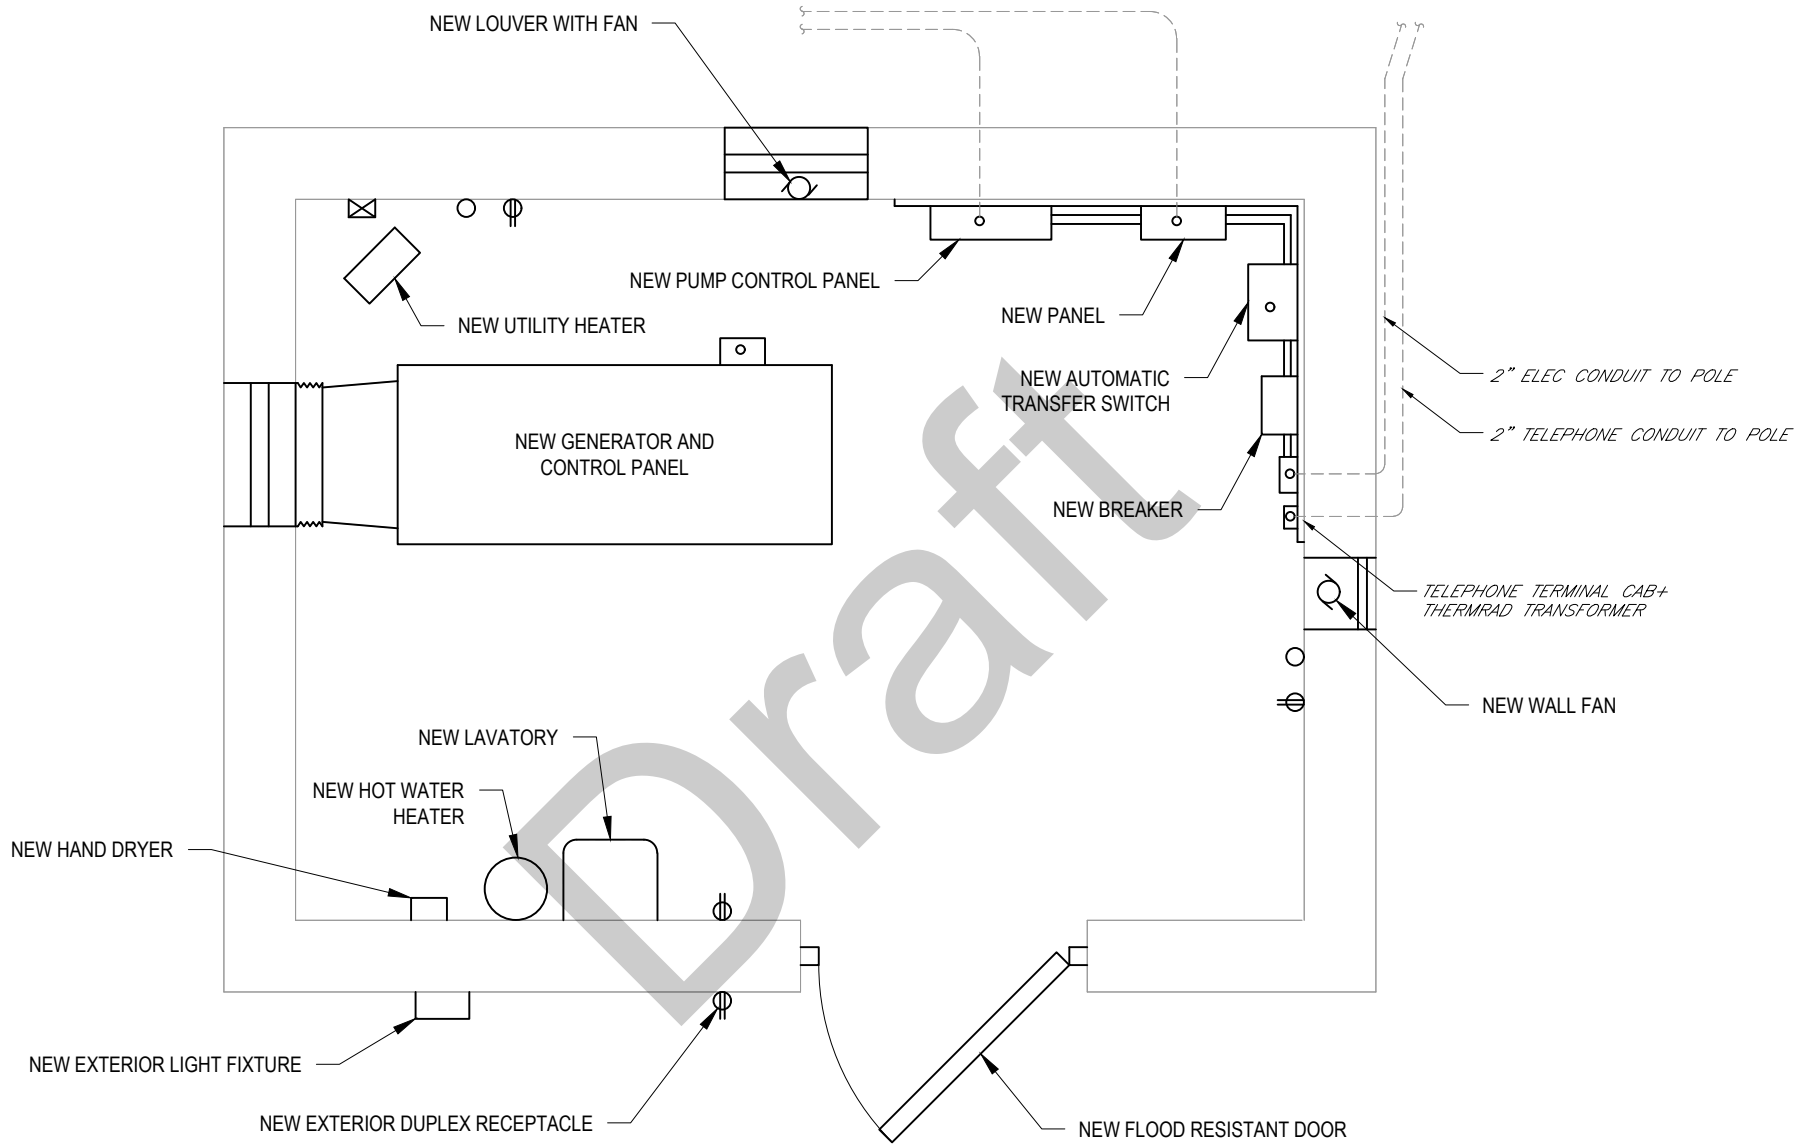 NEW LOUVER WITH FAN
NEW PUMP CONTROL PANEL
NEW PANEL
NEW UTILITY HEATER
NEW AUTOMATIC
TRANSFER SWITCH
2” ELEC CONDUIT TO POLE
2” TELEPHONE CONDUIT TO POLE
NEW GENERATOR AND
CONTROL PANEL
NEW BREAKER
TELEPHONE TERMINAL CAB+
THERMRAD TRANSFORMER
NEW WALL FAN
NEW LAVATORY
NEW HOT WATER
HEATER
NEW HAND DRYER
NEW EXTERIOR LIGHT FIXTURE
NEW EXTERIOR DUPLEX RECEPTACLE
NEW FLOOD RESISTANT DOOR
Draft